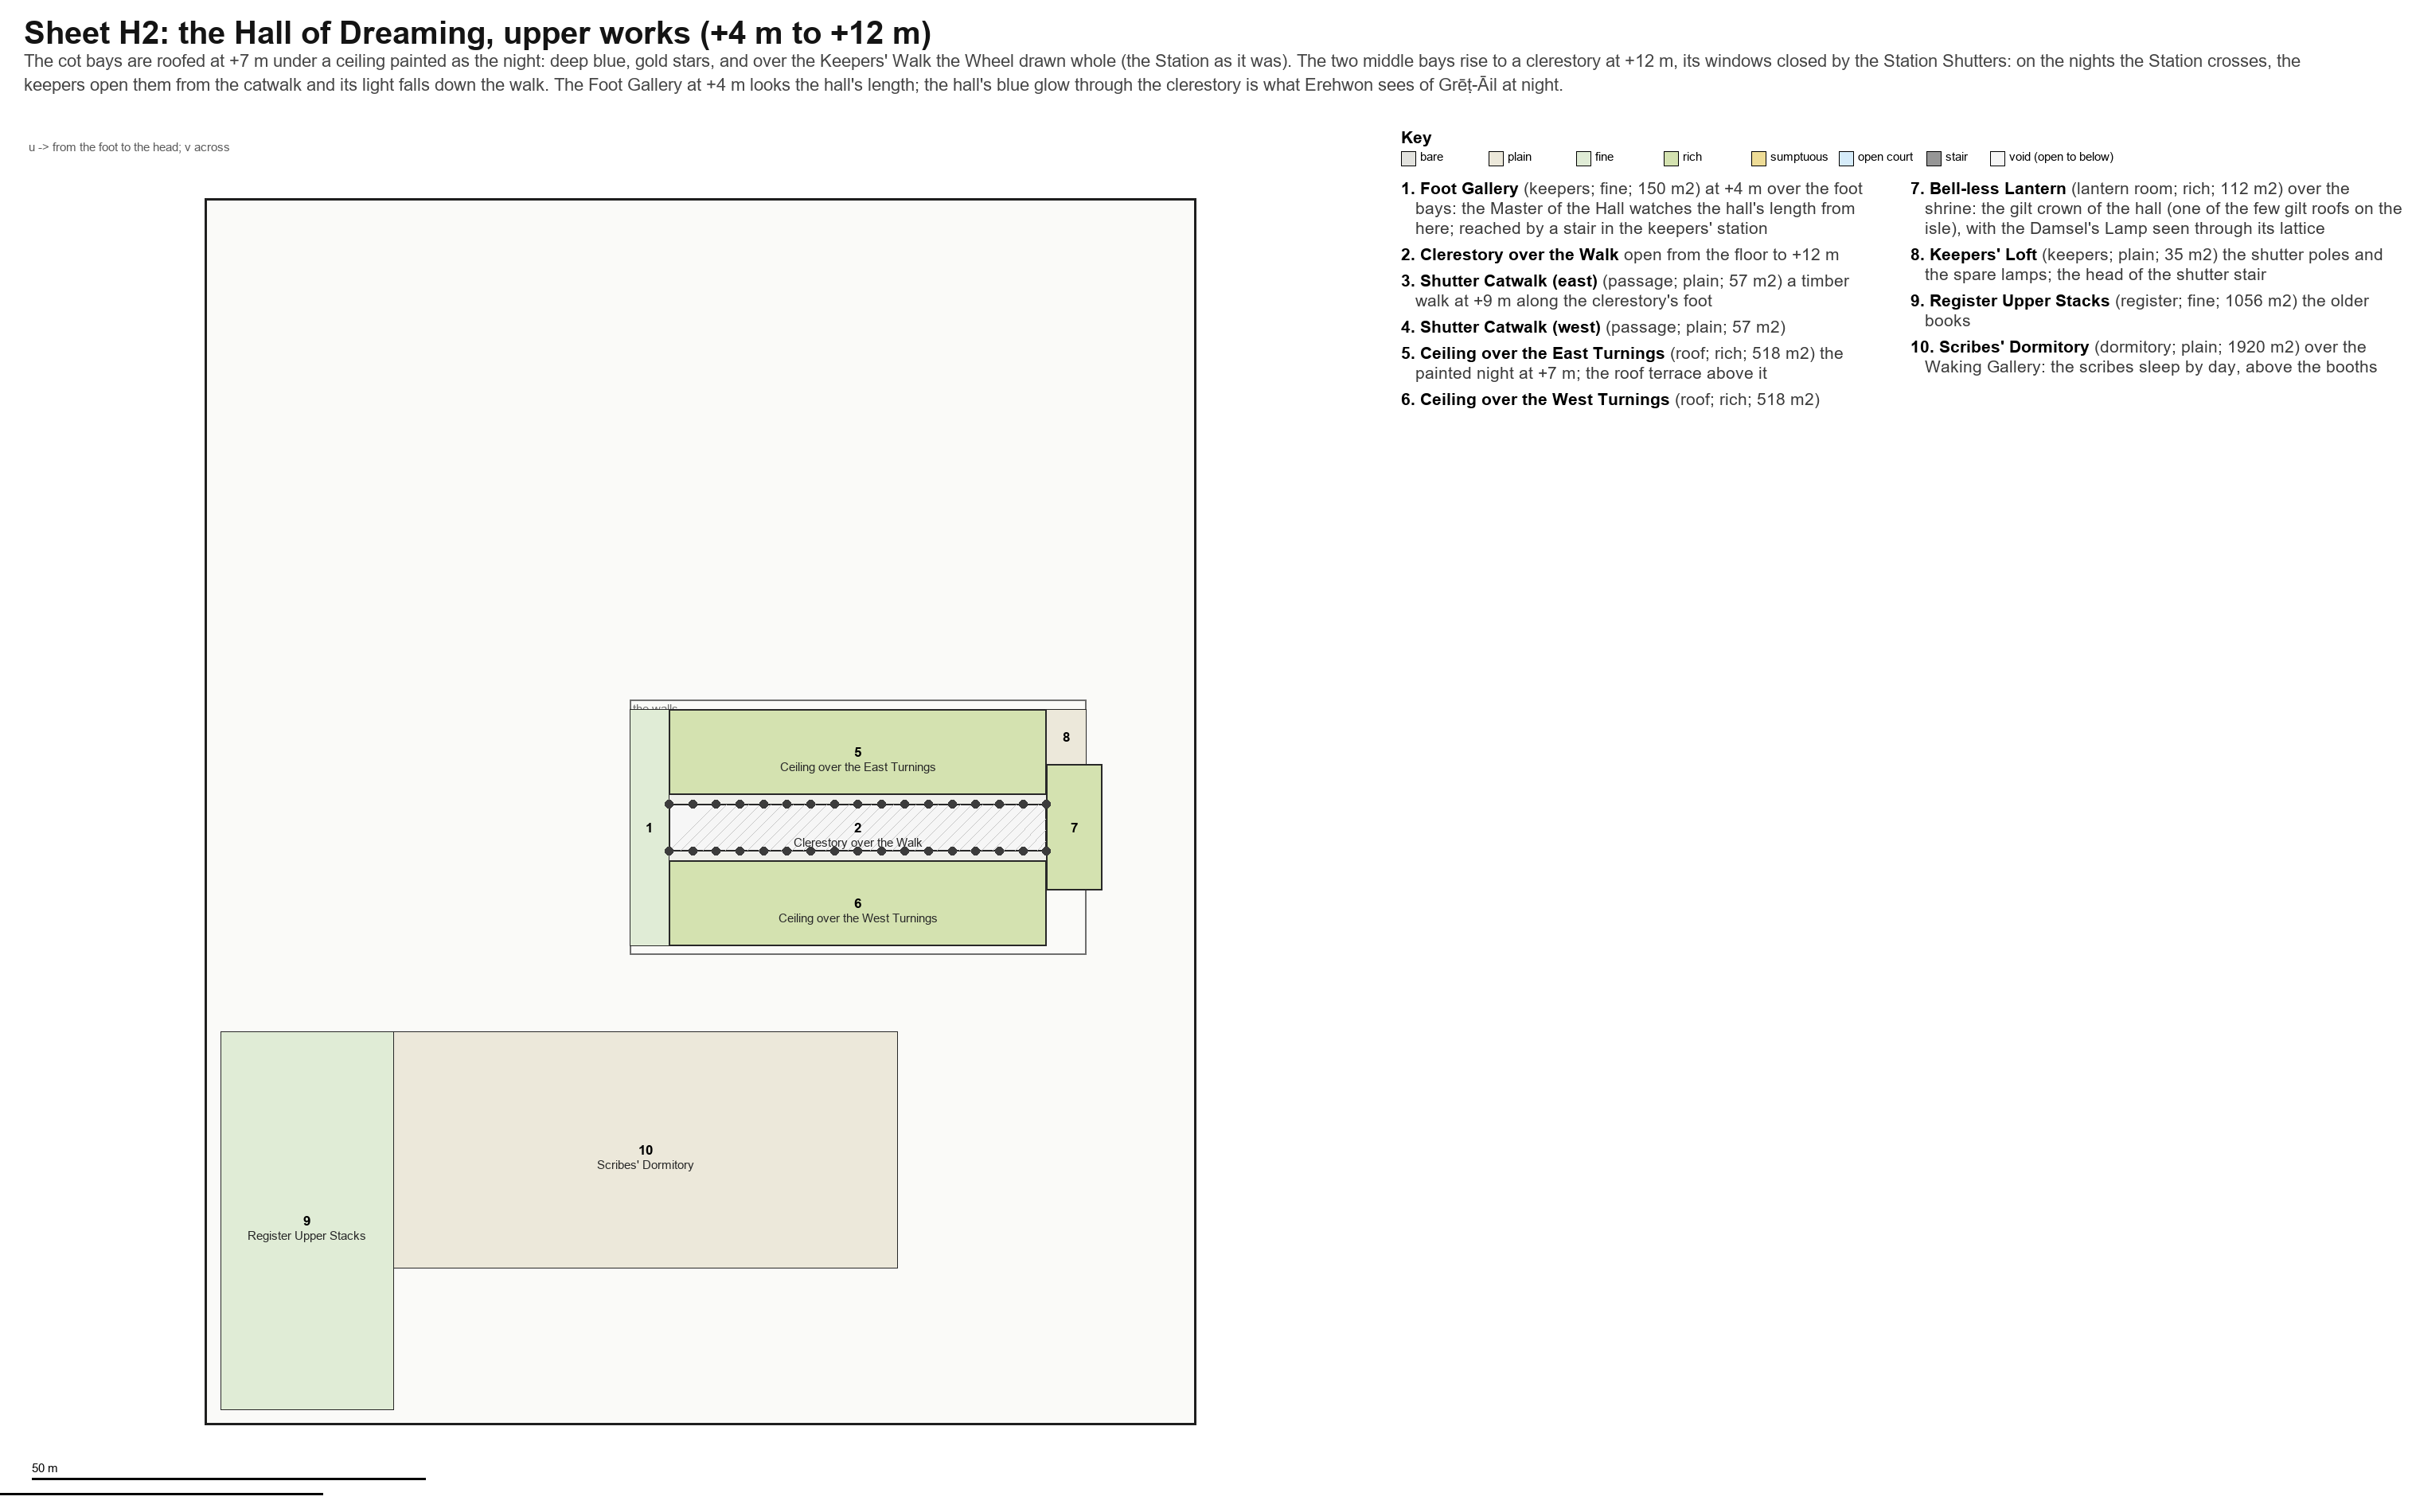 Sheet H2: the Hall of Dreaming, upper works (+4 m to +12 m)
The cot bays are roofed at +7 m under a ceiling painted as the night: deep blue, gold stars, and over the Keepers' Walk the Wheel drawn whole (the Station as it was). The two middle bays rise to a clerestory at +12 m, its windows closed by the Station Shutters: on the nights the Station crosses, the
keepers open them from the catwalk and its light falls down the walk. The Foot Gallery at +4 m looks the hall's length; the hall's blue glow through the clerestory is what Erehwon sees of Grēṭ-Āil at night.
u -> from the foot to the head; v across
Key
bare
plain
fine
rich
sumptuous
open court
stair
void (open to below)
1. Foot Gallery (keepers; fine; 150 m2) at +4 m over the foot
bays: the Master of the Hall watches the hall's length from
here; reached by a stair in the keepers' station
2. Clerestory over the Walk open from the floor to +12 m
3. Shutter Catwalk (east) (passage; plain; 57 m2) a timber
walk at +9 m along the clerestory's foot
4. Shutter Catwalk (west) (passage; plain; 57 m2)
5. Ceiling over the East Turnings (roof; rich; 518 m2) the
painted night at +7 m; the roof terrace above it
6. Ceiling over the West Turnings (roof; rich; 518 m2)
7. Bell-less Lantern (lantern room; rich; 112 m2) over the
shrine: the gilt crown of the hall (one of the few gilt roofs on the
isle), with the Damsel's Lamp seen through its lattice
8. Keepers' Loft (keepers; plain; 35 m2) the shutter poles and
the spare lamps; the head of the shutter stair
9. Register Upper Stacks (register; fine; 1056 m2) the older
books
10. Scribes' Dormitory (dormitory; plain; 1920 m2) over the
Waking Gallery: the scribes sleep by day, above the booths
the walls
5
Ceiling over the East Turnings
8
1
2
Clerestory over the Walk
7
6
Ceiling over the West Turnings
10
Scribes' Dormitory
9
Register Upper Stacks
50 m